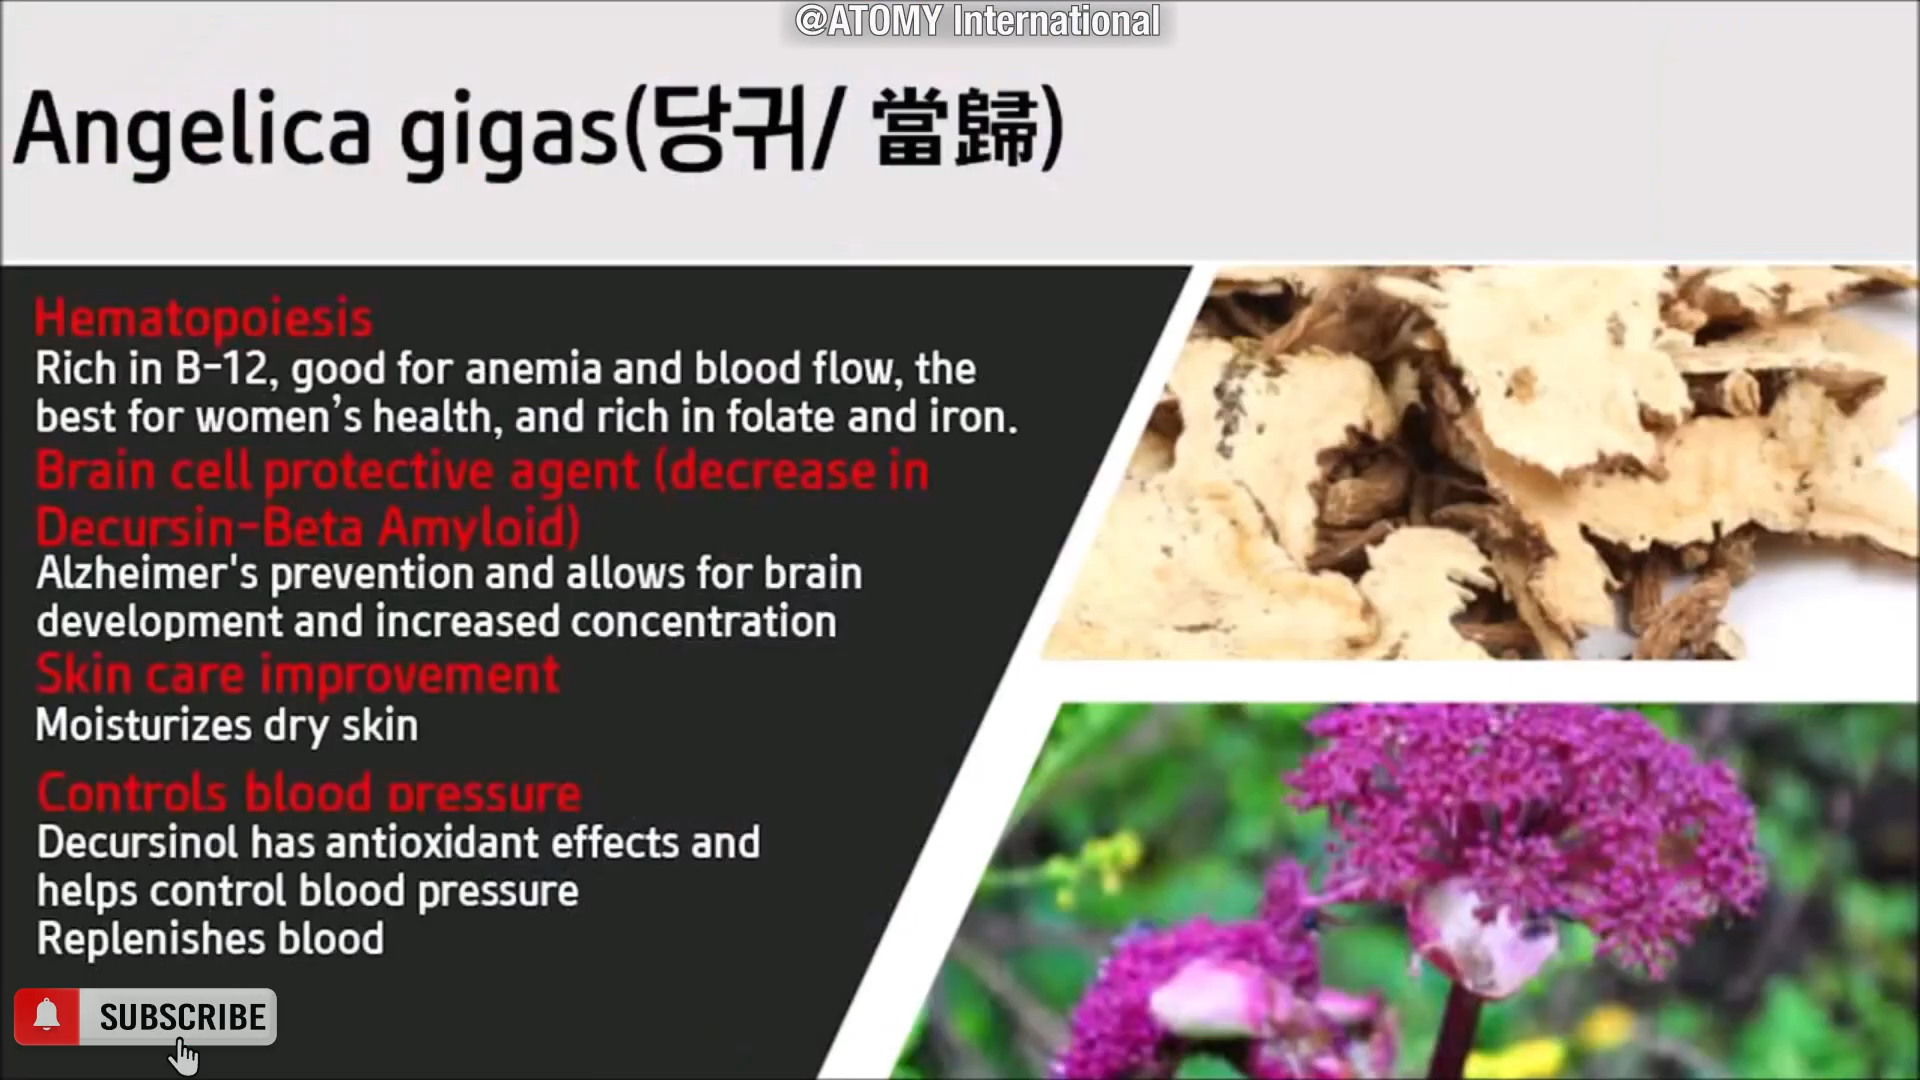 @ATOMY International
Angelica gigas(당귀/ 當歸)
Hematopoiesis
Rich in B-12, good for anemia and blood flow, the
best for women's health, and rich in folate and iron.
Brain cell protective agent (decrease in
Decursin-Beta Amyloid)
Alzheimer's prevention and allows for brain
development and increased concentration
Skin care improvement
Moisturizes dry skin
Controls blood pressure
Decursinol has antioxidant effects and
helps control blood pressure
Replenishes blood
SUBSCRIBE